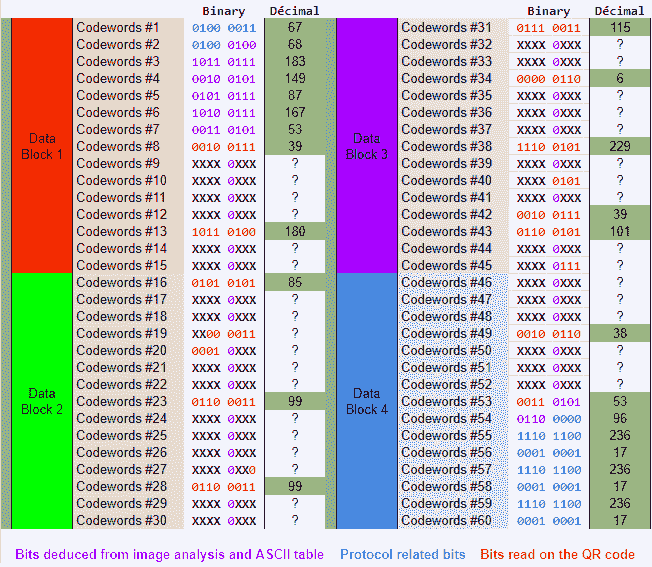 Binary Décimal
Data
Block 1
Codewords #1 0100 0011 67
Codewords #2 0100 0100 68
Codewords #3 1011 0111 183
Codewords #4 0010 0101 149
Codewords #5 0101 0111 87
Codewords #6 1010 0111 167
Codewords #7 0011 0101 53
Codewords #8 0010 0111 39
Codewords #9 XXXX 0XXX ?
Codewords #10 XXXX 0XXX ?
Codewords #11 XXXX 0XXX ?
Codewords #12 XXXX 0XXX ?
Codewords #13 1011 0100 180
Codewords #14 XXXX 0XXX ?
Codewords #15 XXXX 0XXX ?
Data
Block 2
Codewords #16 0101 0101 85
Codewords #17 XXXX 0XXX ?
Codewords #18 XXXX 0XXX ?
Codewords #19 XX00 0011 ?
Codewords #20 0001 0XXX ?
Codewords #21 XXXX 0XXX ?
Codewords #22 XXXX 0XXX ?
Codewords #23 0110 0011 99
Codewords #24 XXXX 0XXX ?
Codewords #25 XXXX 0XXX ?
Codewords #26 XXXX 0XXX ?
Codewords #27 XXXX 0XX0 ?
Codewords #28 0110 0011 99
Codewords #29 XXXX 0XXX ?
Codewords #30 XXXX 0XXX ?
Binary Décimal
Data
Block 3
Codewords #31 0111 0011 115
Codewords #32 XXXX 0XXX ?
Codewords #33 XXXX 0XXX ?
Codewords #34 0000 0110 6
Codewords #35 XXXX 0XXX ?
Codewords #36 XXXX 0XXX ?
Codewords #37 XXXX 0XXX ?
Codewords #38 1110 0101 229
Codewords #39 XXXX 0XXX ?
Codewords #40 XXXX 0101 ?
Codewords #41 XXXX 0XXX ?
Codewords #42 0010 0111 39
Codewords #43 0110 0101 101
Codewords #44 XXXX 0XXX ?
Codewords #45 XXXX 0111 ?
Data
Block 4
Codewords #46 XXXX 0XXX ?
Codewords #47 XXXX 0XXX ?
Codewords #48 XXXX 0XXX ?
Codewords #49 0010 0110 38
Codewords #50 XXXX 0XXX ?
Codewords #51 XXXX 0XXX ?
Codewords #52 XXXX 0XXX ?
Codewords #53 0011 0101 53
Codewords #54 0110 0000 96
Codewords #55 1110 1100 236
Codewords #56 0001 0001 17
Codewords #57 1110 1100 236
Codewords #58 0001 0001 17
Codewords #59 1110 1100 236
Codewords #60 0001 0001 17
Bits deduced from image analysis and ASCII table Protocol related bits Bits read on the QR code